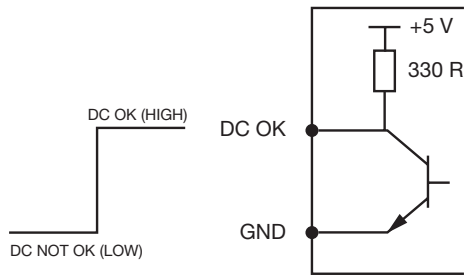 +5 V
330 R
DC OK (HIGH)
DC OK
GND
DC NOT OK (LOW)